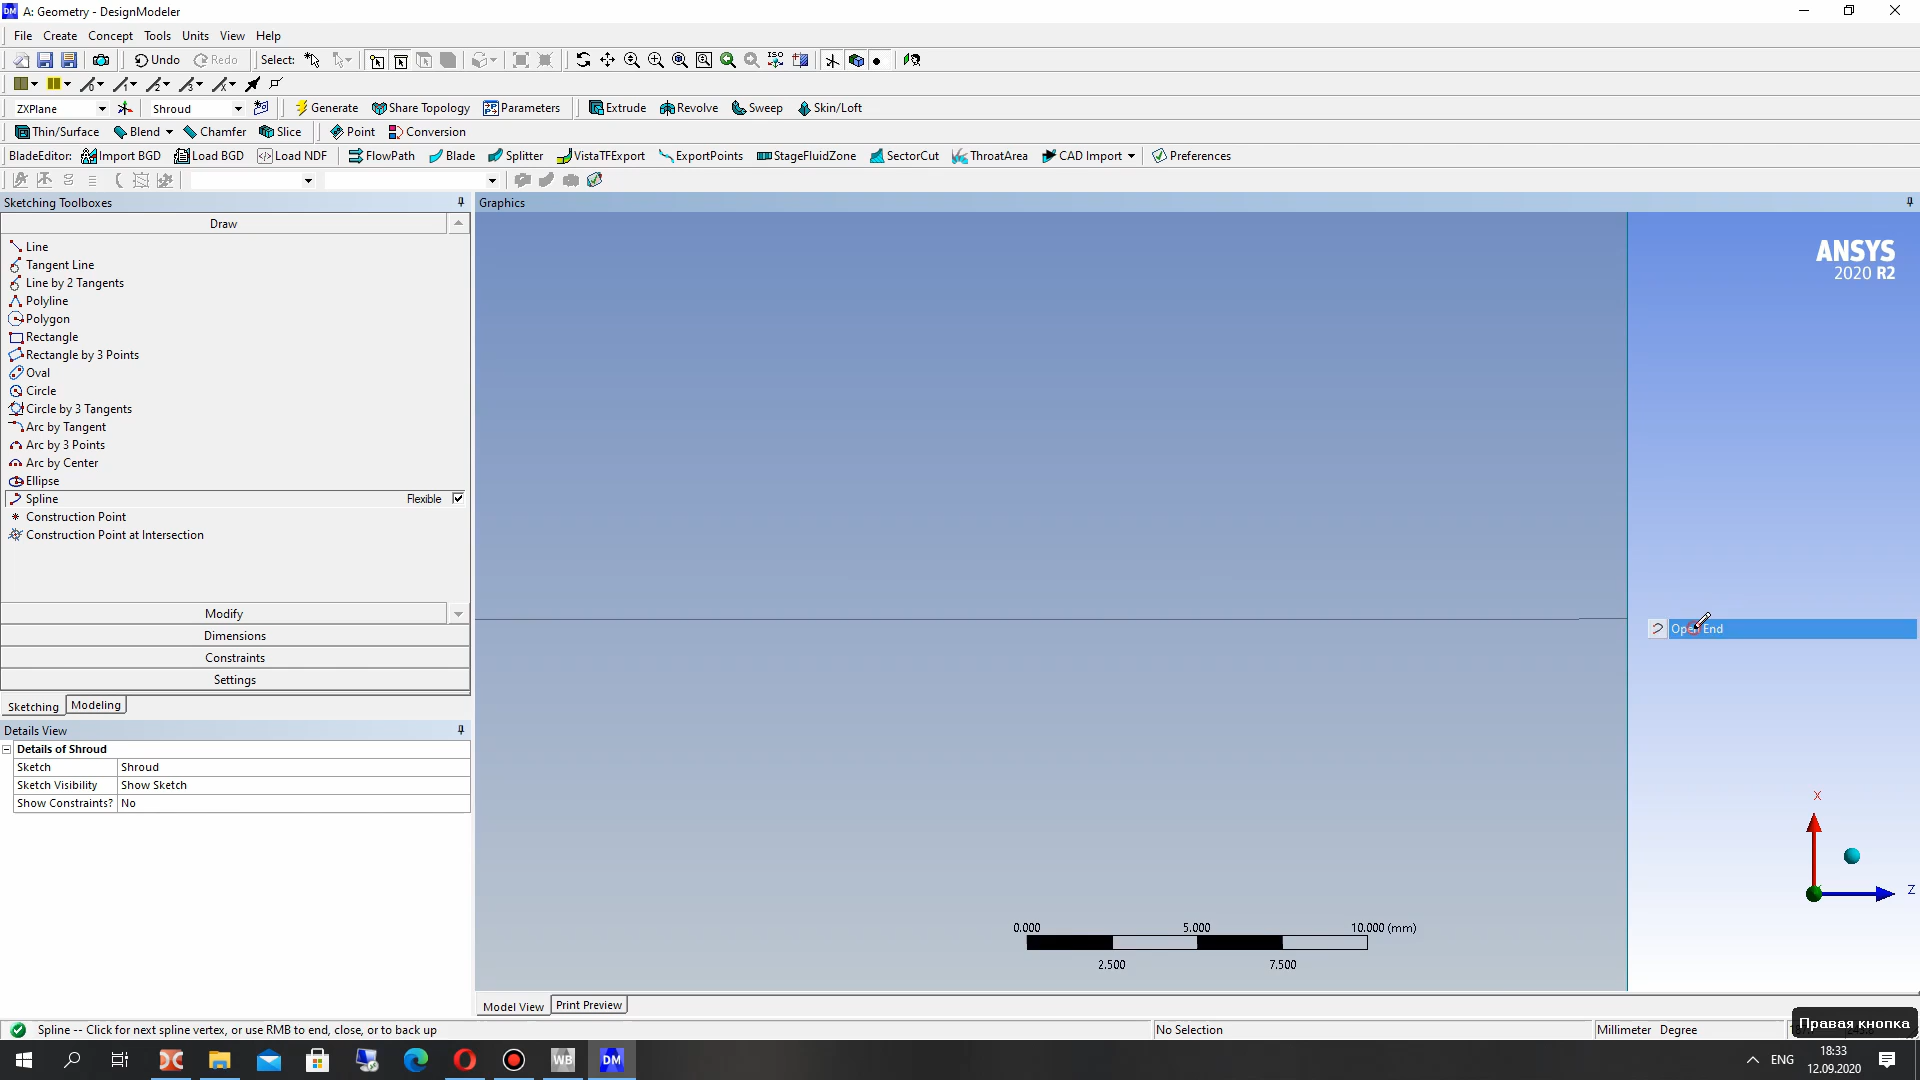 A: Geometry - DesignModeler
File Create Concept Tools Units View Help
Undo Redo Select: ISO
ZXPlane Shroud Generate Share Topology Parameters Extrude Revolve Sweep Skin/Loft
Thin/Surface Blend Chamfer Slice Point Conversion
BladeEditor: Import BGD Load BGD Load NDF FlowPath Blade Splitter VistaTFExport ExportPoints StageFluidZone SectorCut ThroatArea CAD Import Preferences
Sketching Toolboxes
Graphics
Draw
Line
Tangent Line
Line by 2 Tangents
Polyline
Polygon
Rectangle
Rectangle by 3 Points
Oval
Circle
Circle by 3 Tangents
Arc by Tangent
Arc by 3 Points
Arc by Center
Ellipse
Spline Flexible
Construction Point
Construction Point at Intersection
Modify
Dimensions
Constraints
Settings
Sketching Modeling
Details View
Details of Shroud
Sketch Shroud
Sketch Visibility Show Sketch
Show Constraints? No
ANSYS
2020 R2
Open End
X
Z
0.000 5.000 10.000 (mm)
2.500 7.500
Model View Print Preview
Spline -- Click for next spline vertex, or use RMB to end, close, or to back up
No Selection
Millimeter Degree
Правая кнопка
WB DM
ENG
18:33
12.09.2020